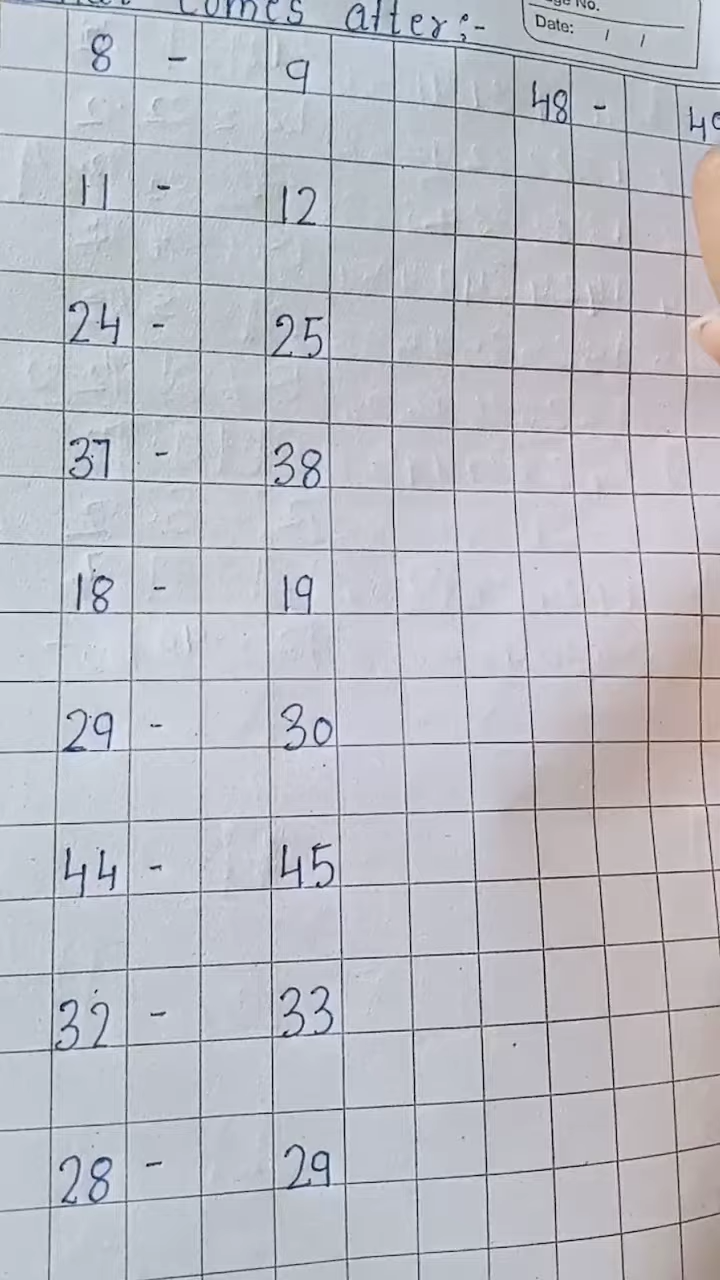 comes after:-
Date: / /
8 - 9
48 -
11 - 12
24 - 25
37 - 38
18 - 19
29 - 30
44 - 45
32 - 33
28 - 29